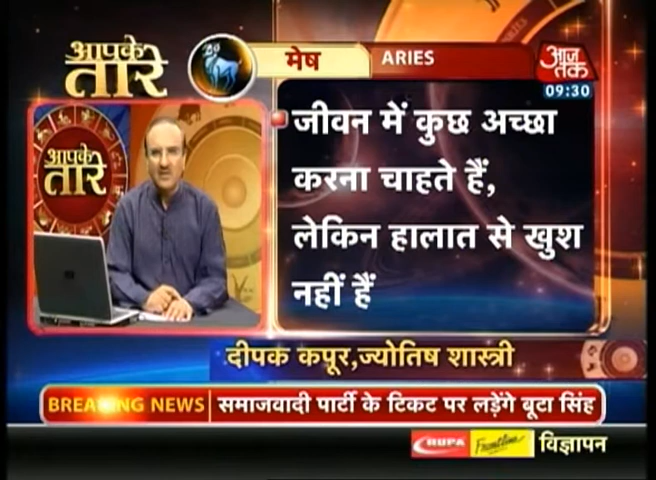 आपके
तारे
मेष
ARIES
आज
तक
09:30
आपके
तारे
जीवन में कुछ अच्छा
करना चाहते हैं,
लेकिन हालात से खुश
नहीं हैं
दीपक कपूर,ज्योतिष शास्त्री
BREAKING NEWS
समाजवादी पार्टी के टिकट पर लड़ेंगे बूटा सिंह
RUPA
Frontline
विज्ञापन